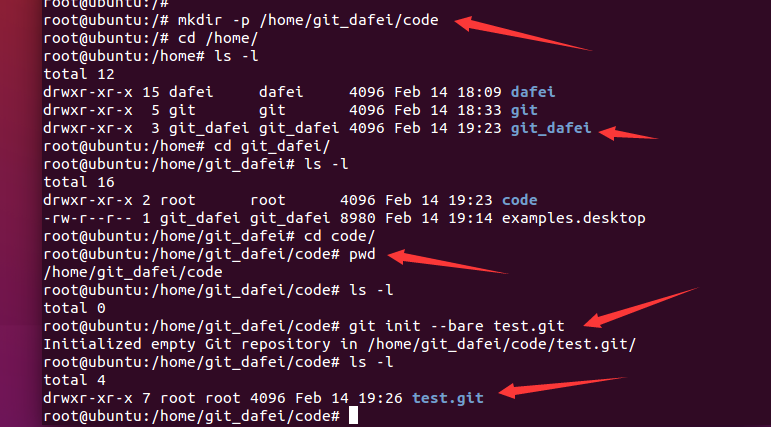 root@ubuntu:/#
root@ubuntu:/# mkdir -p /home/git_dafei/code
root@ubuntu:/# cd /home/
root@ubuntu:/home# ls -l
total 12
drwxr-xr-x 15 dafei     dafei     4096 Feb 14 18:09 dafei
drwxr-xr-x  5 git       git       4096 Feb 14 18:33 git
drwxr-xr-x  3 git_dafei git_dafei 4096 Feb 14 19:23 git_dafei
root@ubuntu:/home# cd git_dafei/
root@ubuntu:/home/git_dafei# ls -l
total 16
drwxr-xr-x 2 root      root      4096 Feb 14 19:23 code
-rw-r--r-- 1 git_dafei git_dafei 8980 Feb 14 19:14 examples.desktop
root@ubuntu:/home/git_dafei# cd code/
root@ubuntu:/home/git_dafei/code# pwd
/home/git_dafei/code
root@ubuntu:/home/git_dafei/code# ls -l
total 0
root@ubuntu:/home/git_dafei/code# git init --bare test.git
Initialized empty Git repository in /home/git_dafei/code/test.git/
root@ubuntu:/home/git_dafei/code# ls -l
total 4
drwxr-xr-x 7 root root 4096 Feb 14 19:26 test.git
root@ubuntu:/home/git_dafei/code#